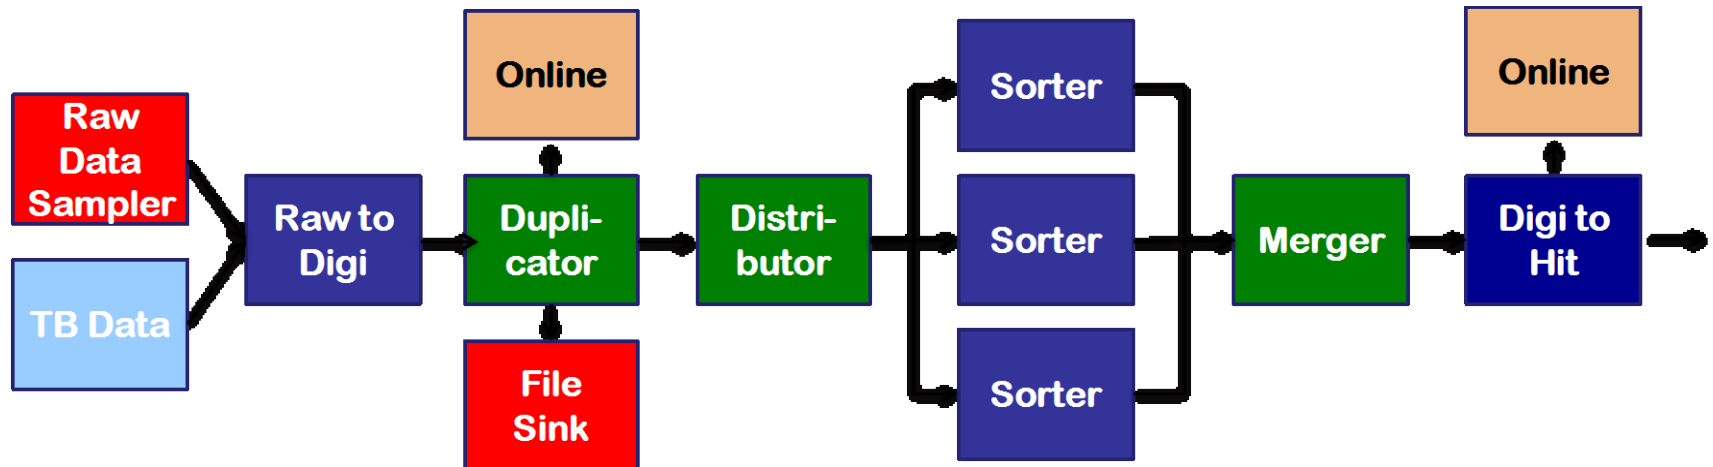 Raw
Data
Sampler
TB Data
Raw to
Digi
Online
Dupli-
cator
File
Sink
Distri-
butor
Sorter
Sorter
Sorter
Merger
Online
Digi to
Hit